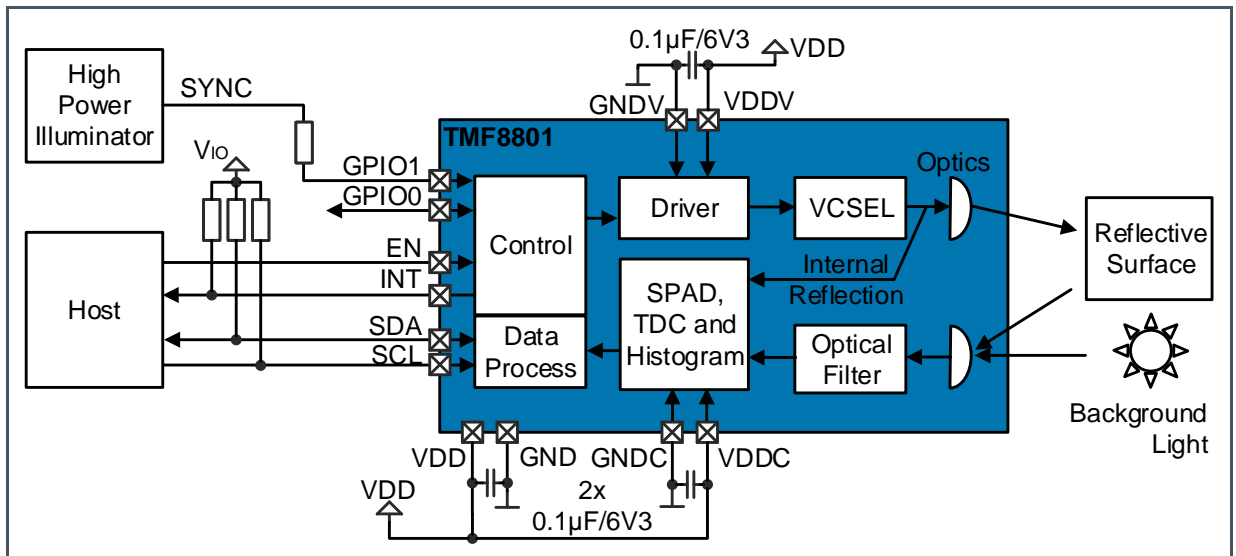 0.1µF/6V3
VDD
High
Power
Illuminator
SYNC
GNDV
VDDV
TMF8801
VIO
GPIO1
GPIO0
Optics
Control
Driver
VCSEL
Reflective
Surface
EN
INT
Internal
Reflection
Host
SPAD,
TDC and
Histogram
SDA
SCL
Data
Process
Optical
Filter
Background
Light
VDD
GND
GNDC
VDDC
VDD
2x
0.1µF/6V3